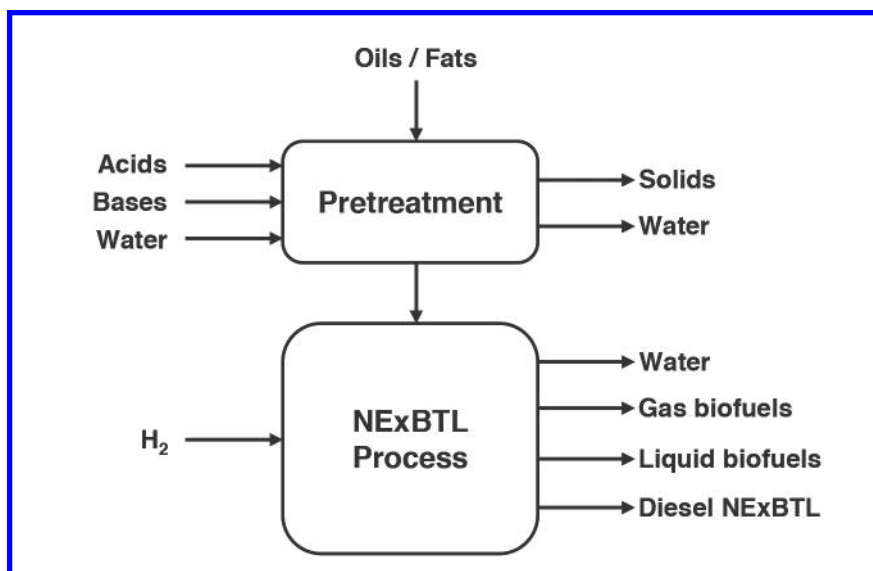 Oils / Fats
Acids
Bases
Water
Pretreatment
Solids
Water
H₂
NExBTL
Process
Water
Gas biofuels
Liquid biofuels
Diesel NExBTL